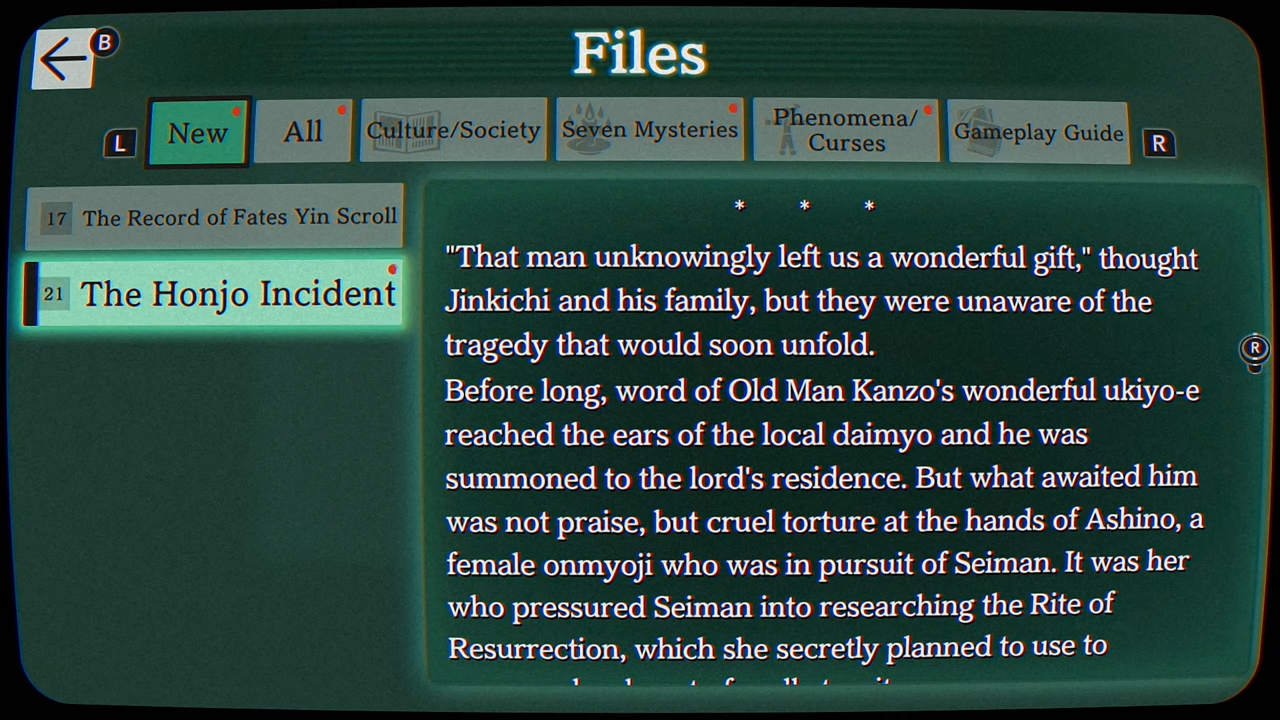 B
Files
L
New
All
Culture/Society
Seven Mysteries
Phenomena/
Curses
Gameplay Guide
R
17 The Record of Fates Yin Scroll
21 The Honjo Incident
* * *
"That man unknowingly left us a wonderful gift," thought
Jinkichi and his family, but they were unaware of the
tragedy that would soon unfold.
Before long, word of Old Man Kanzo's wonderful ukiyo-e
reached the ears of the local daimyo and he was
summoned to the lord's residence. But what awaited him
was not praise, but cruel torture at the hands of Ashino, a
female onmyoji who was in pursuit of Seiman. It was her
who pressured Seiman into researching the Rite of
Resurrection, which she secretly planned to use to
R